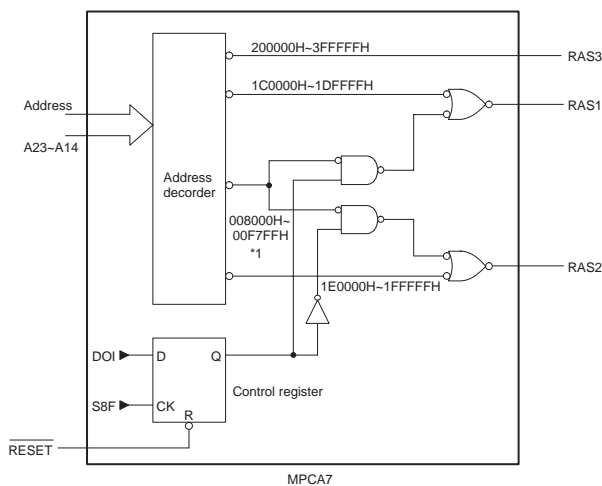 200000H~3FFFFFH
RAS3
1C0000H~1DFFFFH
Address
RAS1
A23~A14
Address
decorder
008000H~
00F7FFH
*1
RAS2
1E0000H~1FFFFFH
DOI
D
Q
Control register
S8F
CK
R
RESET
MPCA7